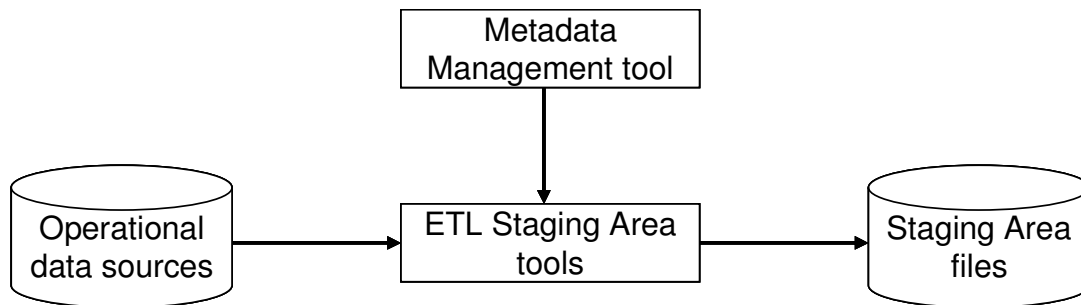 Metadata
Management tool
Operational
data sources
ETL Staging Area
tools
Staging Area
files